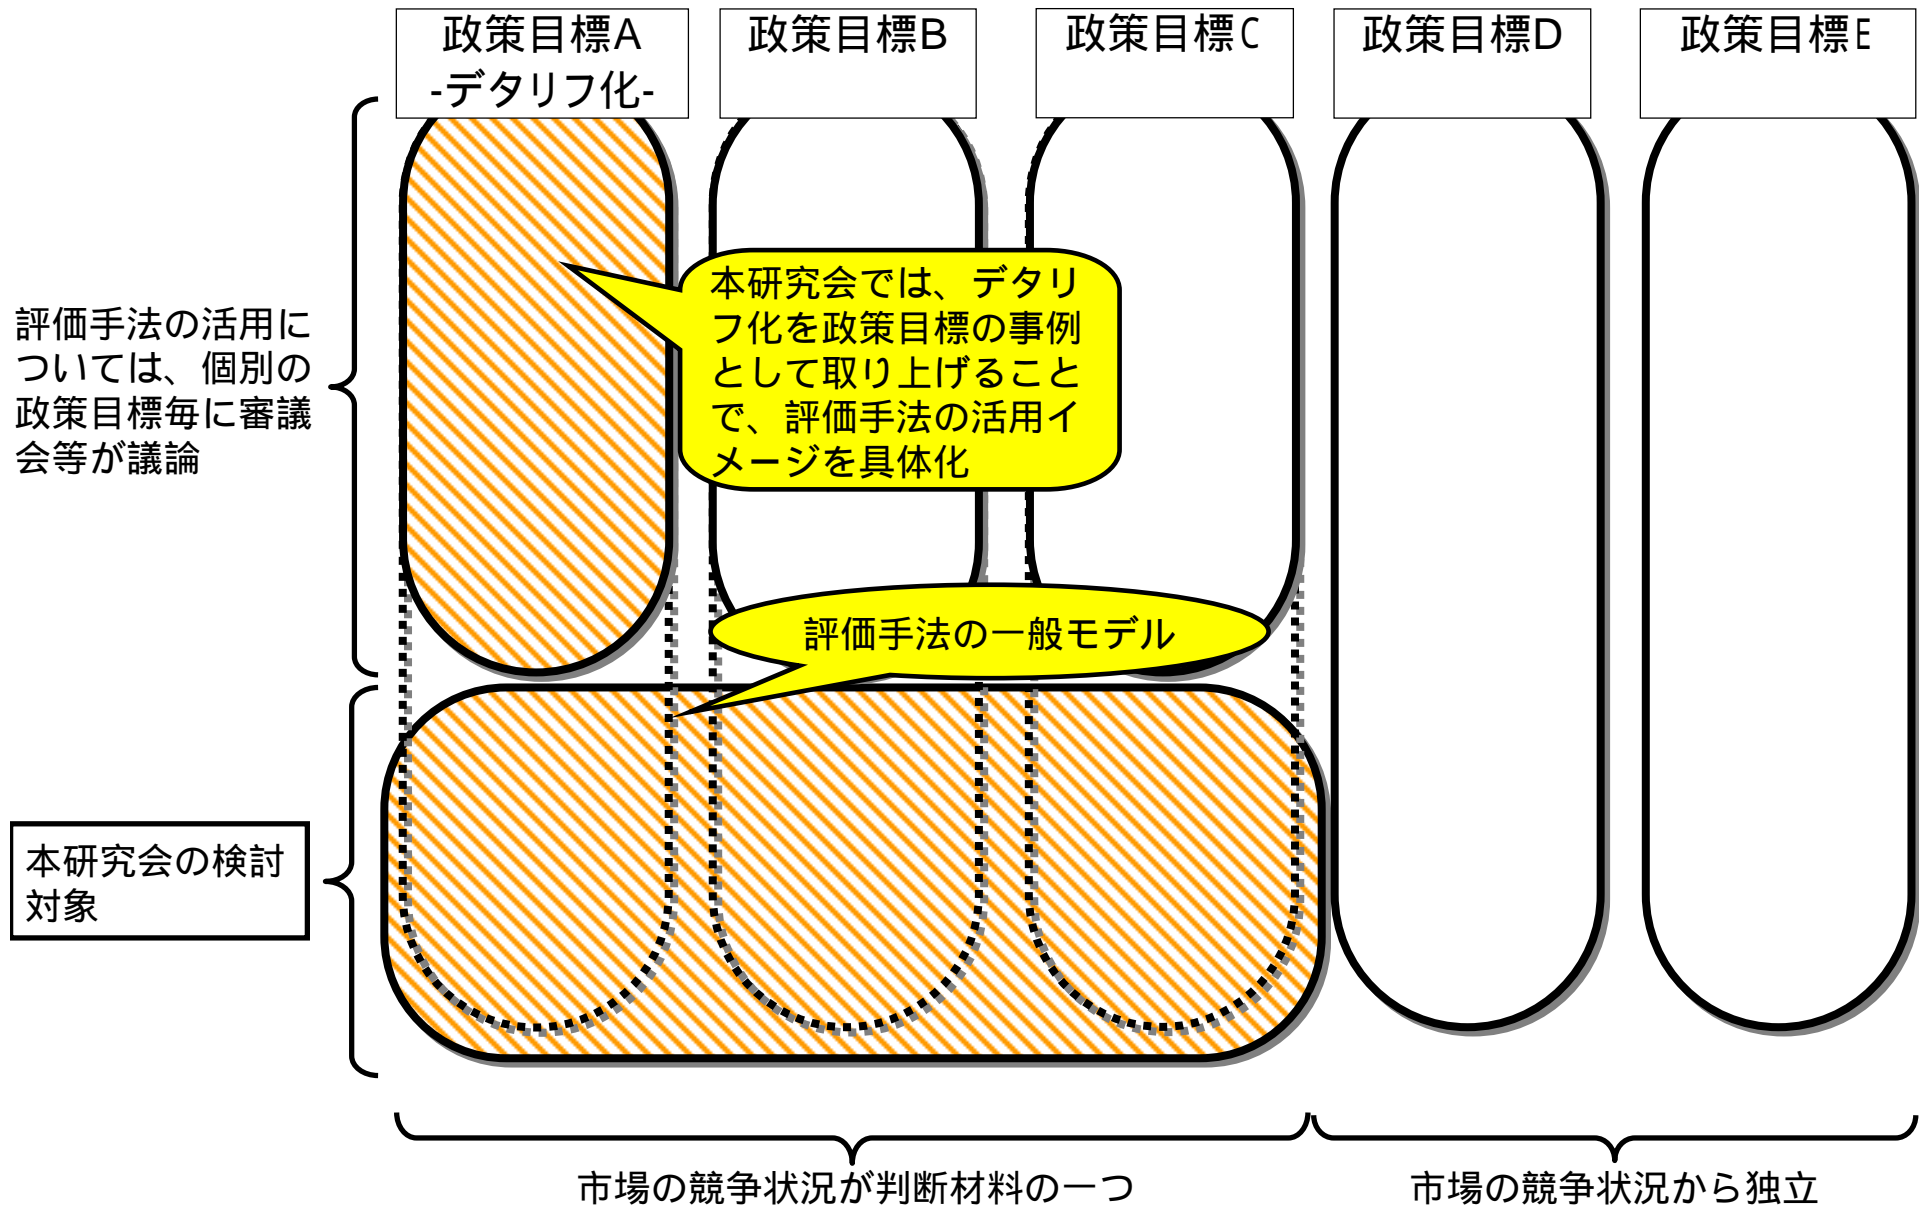 政策目標A
-デタリフ化-
政策目標B
政策目標C
政策目標D
政策目標E
評価手法の活用に
ついては、個別の
政策目標毎に審議
会等が議論
本研究会では、デタリ
フ化を政策目標の事例
として取り上げること
で、評価手法の活用イ
メージを具体化
評価手法の一般モデル
本研究会の検討
対象
市場の競争状況が判断材料の一つ
市場の競争状況から独立